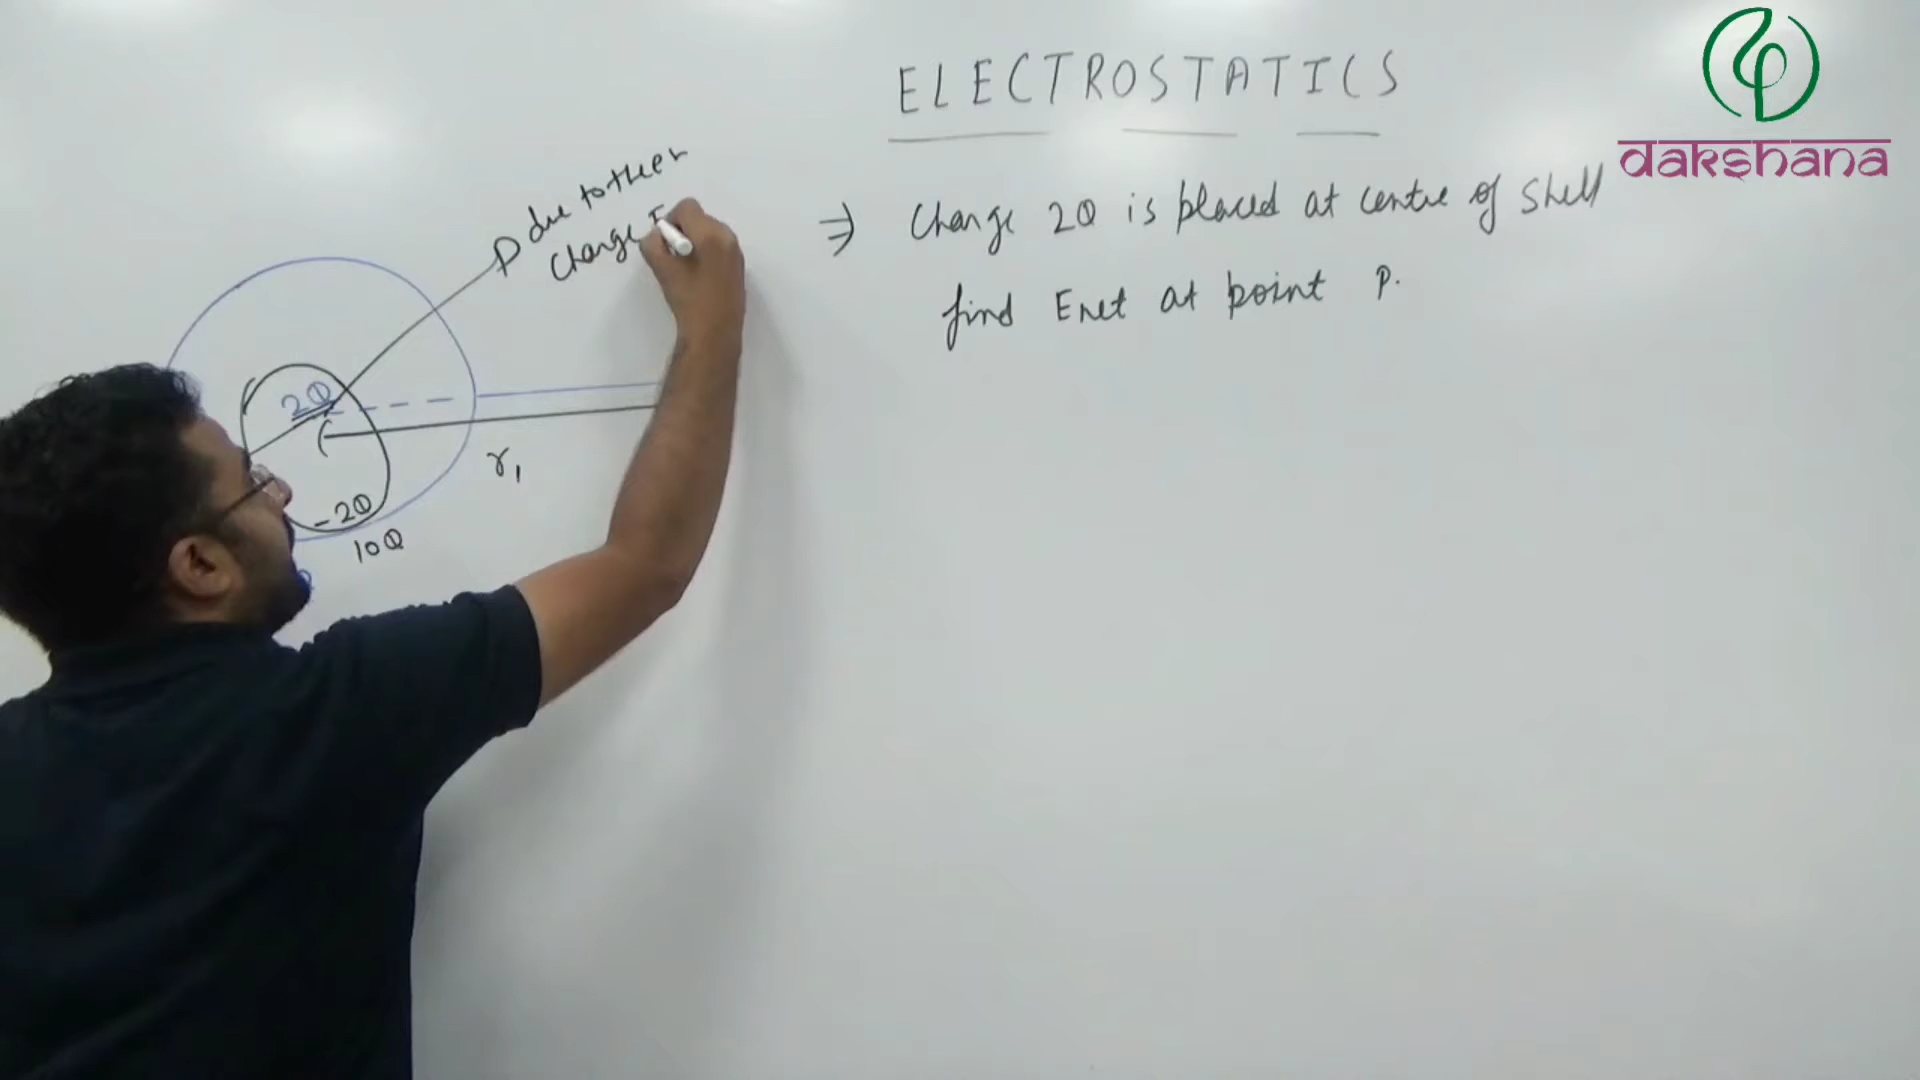 ELECTROSTATICS
dakshana
⇒ Charge 2Q is placed at centre of shell
find Enet at point P.
due to their
Charge
2Q
r₁
-2Q
10Q